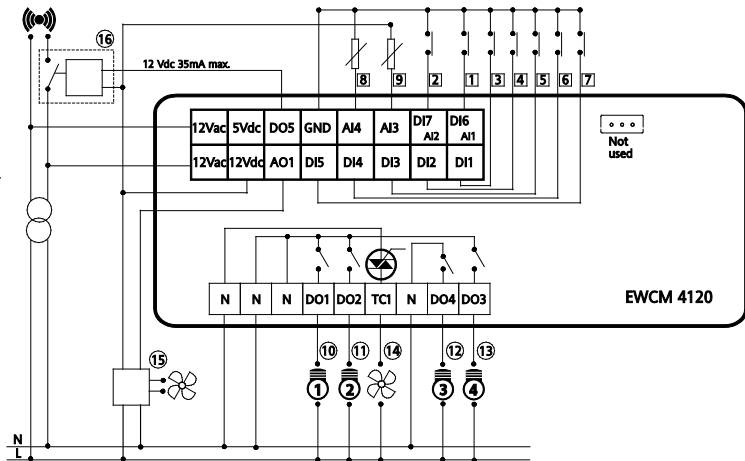 16
12 Vdc 35mA max.
8 9 2 1 3 4 5 6 7
12Vac 5Vdc DO5 GND AI4 AI3 DI7 AI2 DI6 AI1
12Vac 12Vdc AO1 DI5 DI4 DI3 DI2 DI1
Not
used
N N N DO1 DO2 TC1 N DO4 DO3
EWCM 4120
15 10 11 14 12 13
1 2 3 4
N
L